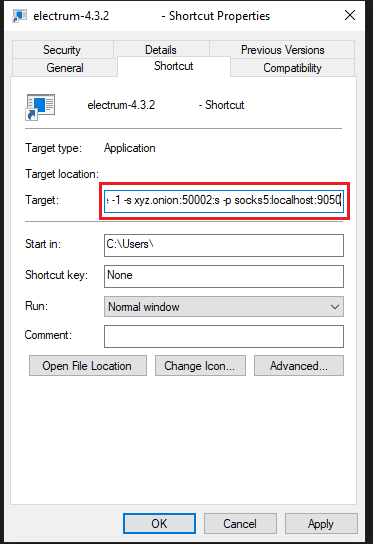 electrum-4.3.2 - Shortcut Properties
Security Details Previous Versions
General Shortcut Compatibility
electrum-4.3.2 - Shortcut
Target type: Application
Target location:
Target: -1 -s xyz.onion:50002:s -p socks5:localhost:9050
Start in: C:\Users\
Shortcut key: None
Run: Normal window
Comment:
Open File Location Change Icon... Advanced...
OK Cancel Apply